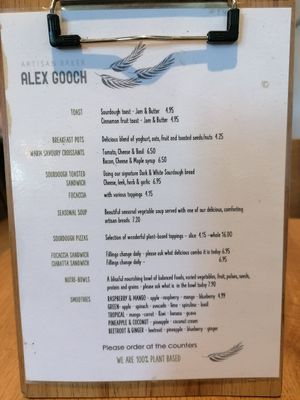 ARTISAN BAKER
ALEX GOOCH
TOAST Sourdough toast - Jam & Butter 4.95
Cinnamon fruit toast - Jam & Butter 4.95
BREAKFAST POTS Delicious blend of yoghurt, oats, fruit and toasted seeds/nuts 4.25
WARM SAVOURY CROISSANTS Tomato, Cheese & Basil 6.50
Bacon, Cheese & Maple syrup 6.50
SOURDOUGH TOASTED Using our signature Dark & White Sourdough bread
SANDWICH Cheese, leek, herb & garlic 6.95
FOCACCIA with various toppings 4.15
SEASONAL SOUP Beautiful seasonal vegetable soup served with one of our delicious, comforting
artisan breads 7.20
SOURDOUGH PIZZAS Selection of wonderful plant-based toppings - slice 4.15 - whole 16.00
FOCACCIA SANDWICH Fillings change daily - please ask what delicious combo it is today 6.95
CIABATTA SANDWICH Fillings change daily - 6.95
NUTRI-BOWLS A blissful nourishing bowl of balanced foods, varied vegetables, fruit, pulses, seeds,
protein and grains - please ask what is in the bowl today 7.90
SMOOTHIES RASPBERRY & MANGO - apple - raspberry - mango - blueberry 4.99
GREEN - apple - spinach - avocado - lime - spirulina - basil
TROPICAL - mango - carrot - Kiwi - banana - guava
PINEAPPLE & COCONUT - pineapple - coconut cream
BEETROOT & GINGER - beetroot - pineapple - blueberry - ginger
Please order at the counters
WE ARE 100% PLANT BASED